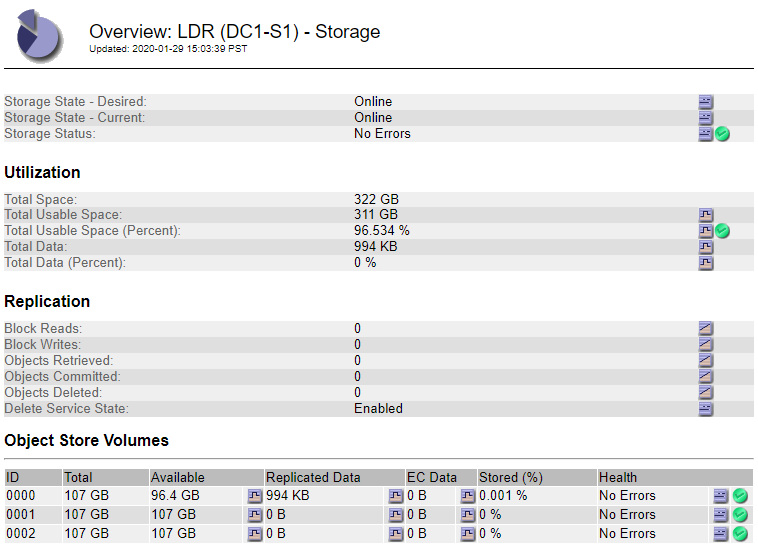 Overview: LDR (DC1-S1) - Storage
Updated: 2020-01-29 15:03:39 PST
Storage State - Desired: Online
Storage State - Current: Online
Storage Status: No Errors
Utilization
Total Space: 322 GB
Total Usable Space: 311 GB
Total Usable Space (Percent): 96.534 %
Total Data: 994 KB
Total Data (Percent): 0 %
Replication
Block Reads: 0
Block Writes: 0
Objects Retrieved: 0
Objects Committed: 0
Objects Deleted: 0
Delete Service State: Enabled
Object Store Volumes
ID Total Available Replicated Data EC Data Stored (%) Health
0000 107 GB 96.4 GB 994 KB 0 B 0.001 % No Errors
0001 107 GB 107 GB 0 B 0 B 0 % No Errors
0002 107 GB 107 GB 0 B 0 B 0 % No Errors